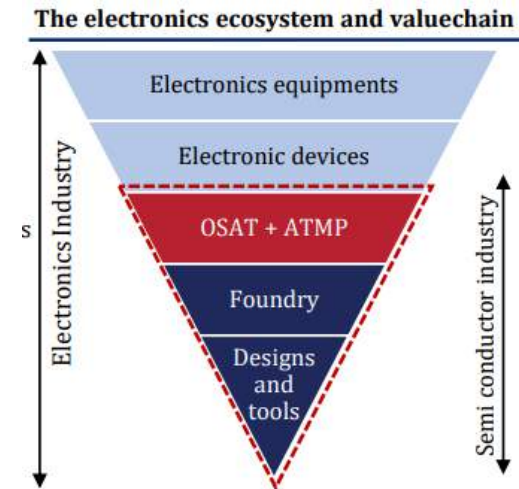 The electronics ecosystem and valuechain
Electronics equipments
Electronic devices
OSAT + ATMP
Foundry
Designs
and
tools
s
Electronics Industry
Semi conductor industry